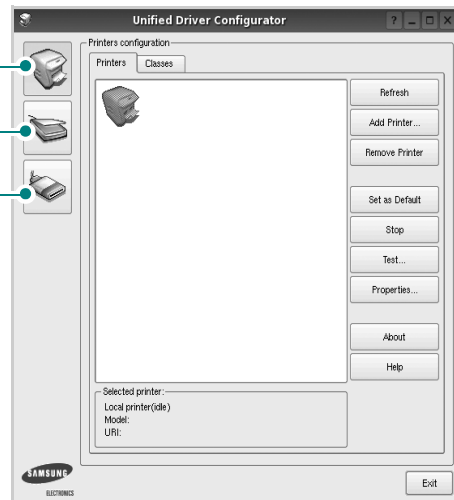 Unified Driver Configurator
Printers configuration
Printers
Classes
Refresh
Add Printer...
Remove Printer
Set as Default
Stop
Test...
Properties...
About
Help
Selected printer:
Local printer(idle)
Model:
URI:
SAMSUNG
ELECTRONICS
Exit